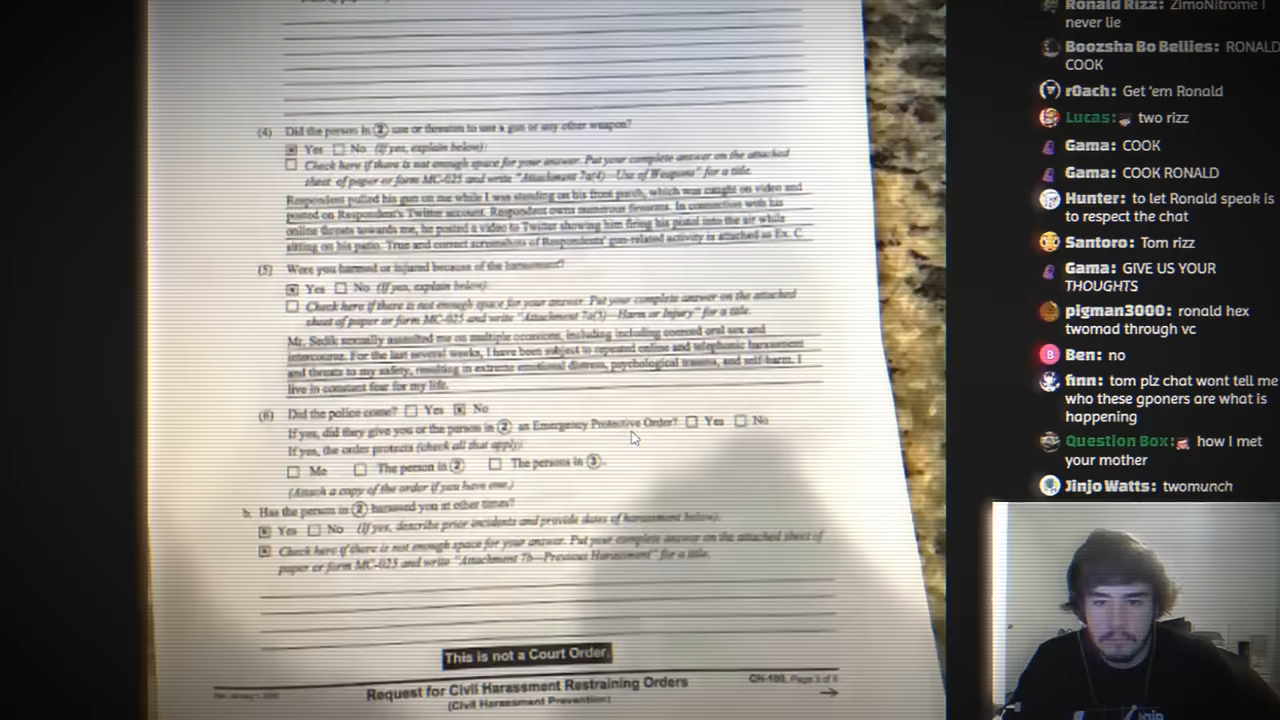 (4) Did the person in 2 use or threaten to use a gun or any other weapon?
Yes No (If yes, explain below):
Check here if there is not enough space for your answer. Put your complete answer on the attached
sheet of paper or form MC-025 and write "Attachment 7a(4)—Use of Weapons" for a title.
Respondent pulled his gun on me while I was standing on his front porch, which was caught on video and
posted on Respondent's Twitter account. Respondent owns numerous firearms. In connection with his
online threats towards me, he posted a video to Twitter showing him firing his pistol into the air while
sitting on his patio. True and correct screenshots of Respondents' gun-related activity is attached as Ex. C.
(5) Were you harmed or injured because of the harassment?
Yes No (If yes, explain below):
Check here if there is not enough space for your answer. Put your complete answer on the attached
sheet of paper or form MC-025 and write "Attachment 7a(5)—Harm or Injury" for a title.
Mr. Sedik sexually assaulted me on multiple occasions, including including coerced oral sex and
intercourse. For the last several weeks, I have been subject to repeated online and telephonic harassment
and threats to my safety, resulting in extreme emotional distress, psychological trauma, and self-harm. I
live in constant fear for my life.
(6) Did the police come? Yes No
If yes, did they give you or the person in 2 an Emergency Protective Order? Yes No
If yes, the order protects (check all that apply):
Me The person in 2 The persons in 3.
(Attach a copy of the order if you have one.)
b. Has the person in 2 harassed you at other times?
Yes No (If yes, describe prior incidents and provide dates of harassment below):
Check here if there is not enough space for your answer. Put your complete answer on the attached sheet of
paper or form MC-025 and write "Attachment 7b—Previous Harassment" for a title.
This is not a Court Order.
Request for Civil Harassment Restraining Orders
(Civil Harassment Prevention)
CH-100, Page 3 of
Ronald Rizz: ZimoNitrome I
never lie
Boozsha Bo Bellies: RONALD
COOK
r0ach: Get 'em Ronald
Lucas: two rizz
Gama: COOK
Gama: COOK RONALD
Hunter: to let Ronald speak is
to respect the chat
Santoro: Tom rizz
Gama: GIVE US YOUR
THOUGHTS
pigman3000: ronald hex
twomad through vc
Ben: no
finn: tom plz chat wont tell me
who these gponers are what is
happening
Question Box: how I met
your mother
Jinjo Watts: twomunch